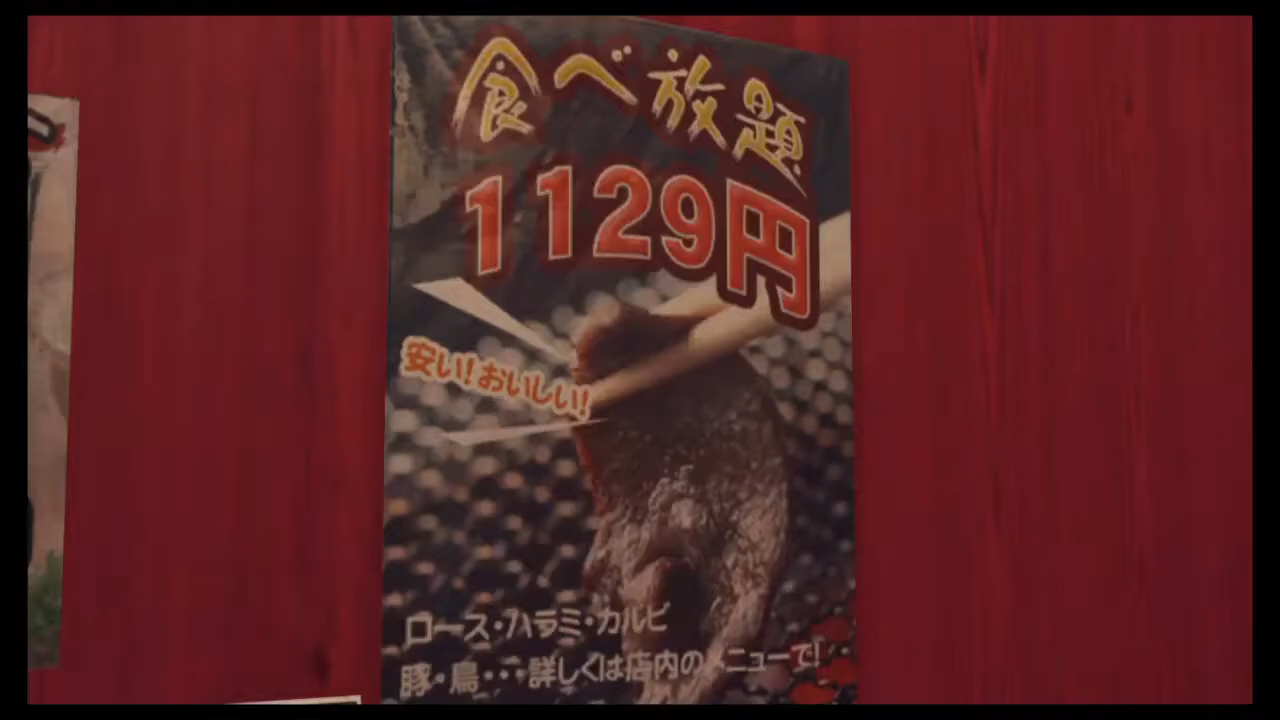 食べ放題
1129円
安い!おいしい!
ロース・ハラミ・カルビ
豚・鳥・・・詳しくは店内のメニューで!